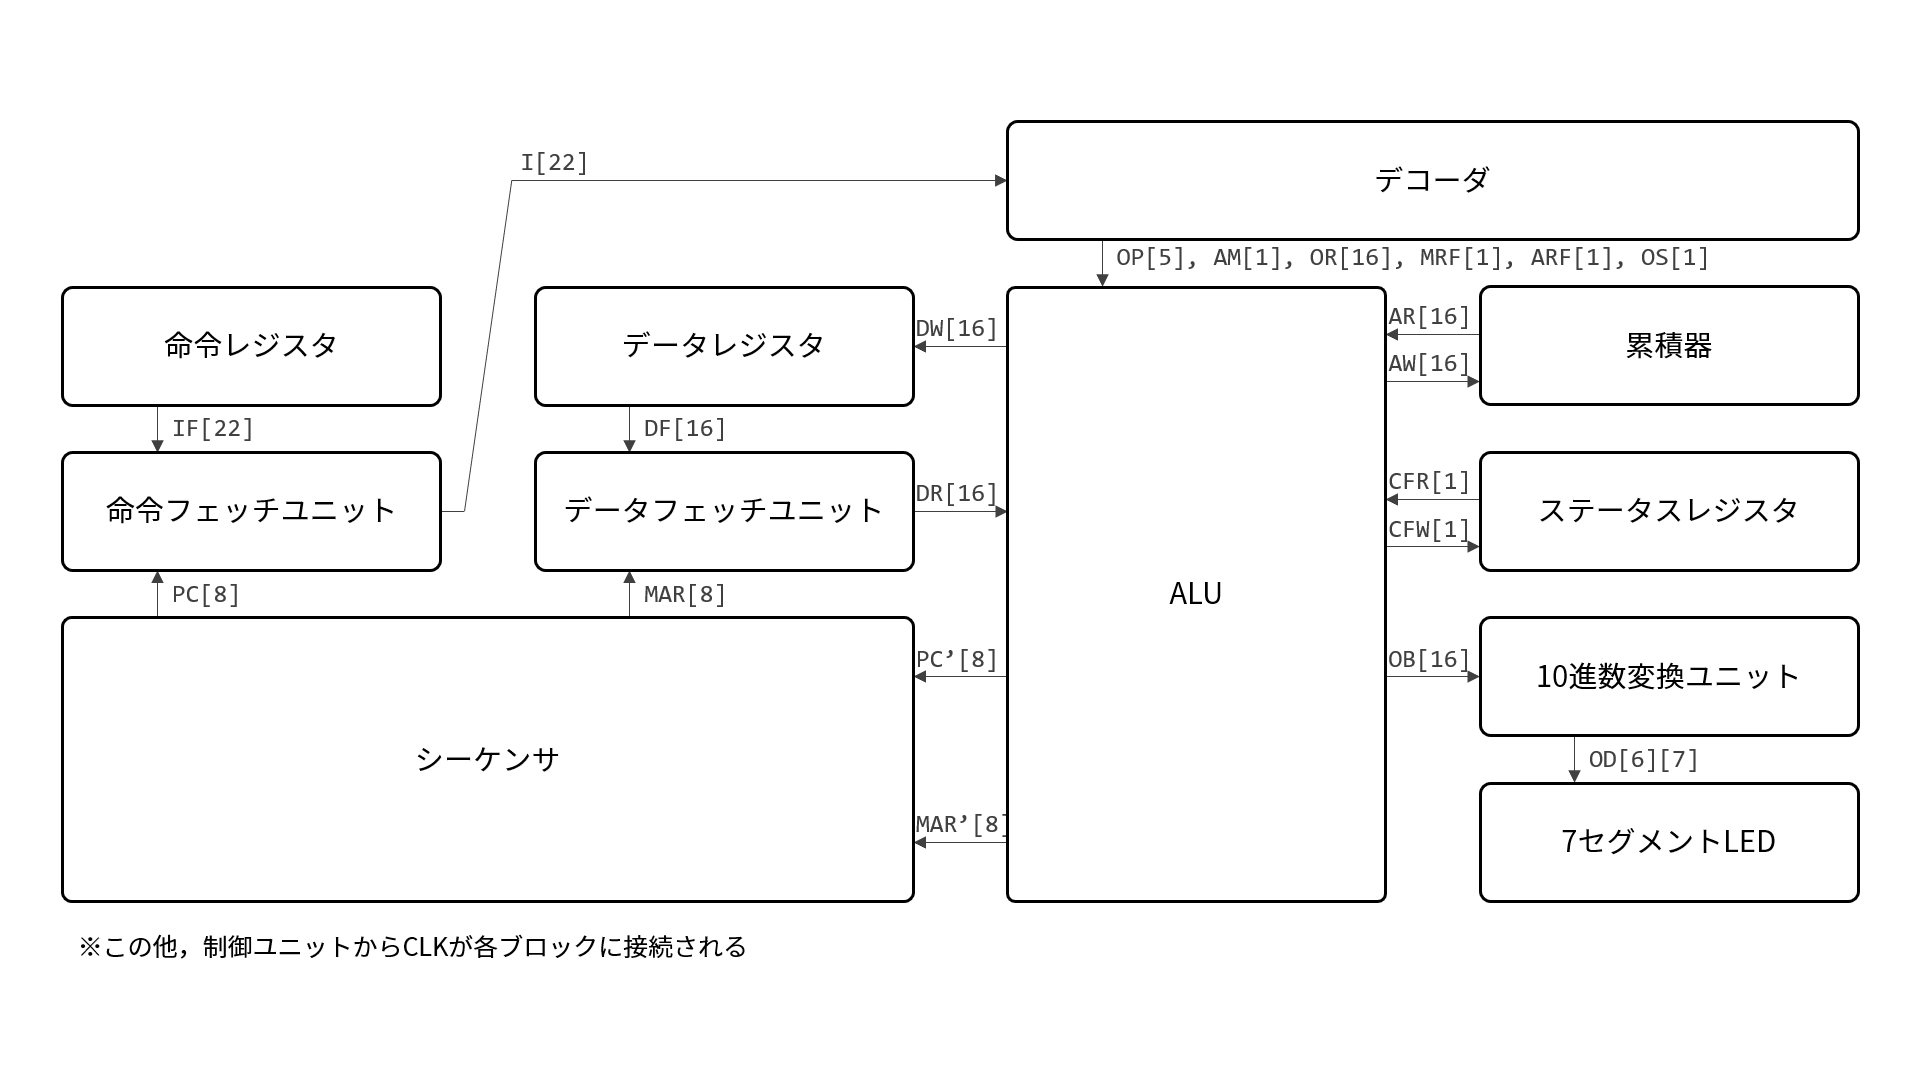 I[22]
デコーダ
OP[5], AM[1], OR[16], MRF[1], ARF[1], OS[1]
命令レジスタ
データレジスタ
DW[16]
AR[16]
AW[16]
累積器
IF[22]
DF[16]
命令フェッチユニット
データフェッチユニット
DR[16]
CFR[1]
CFW[1]
ステータスレジスタ
PC[8]
MAR[8]
ALU
シーケンサ
PC’[8]
MAR’[8]
OB[16]
10進数変換ユニット
OD[6][7]
7セグメントLED
※この他，制御ユニットからCLKが各ブロックに接続される